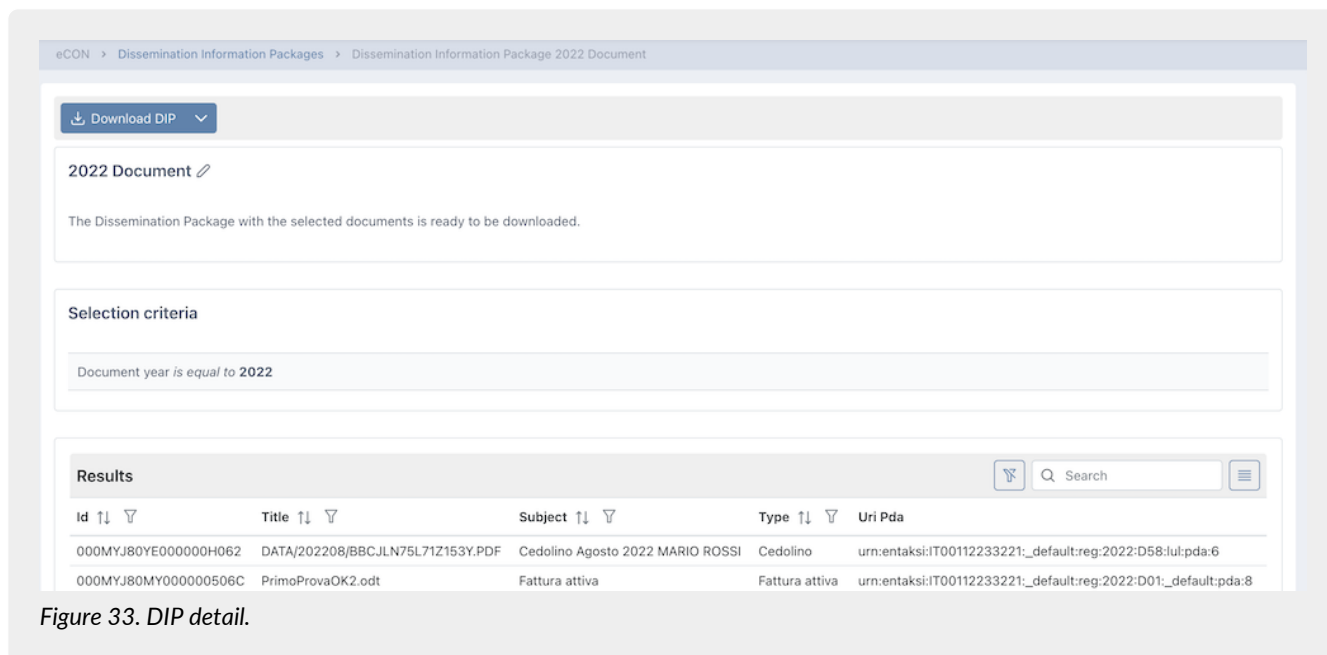 eCON > Dissemination Information Packages > Dissemination Information Package 2022 Document
Download DIP
2022 Document
The Dissemination Package with the selected documents is ready to be downloaded.
Selection criteria
Document year is equal to 2022
Results Search
Id Title Subject Type Uri Pda
000MYJ80YE000000H062 DATA/202208/BBCJLN75L71Z153Y.PDF Cedolino Agosto 2022 MARIO ROSSI Cedolino urn:entaksi:IT00112233221:_default:reg:2022:D58:lul:pda:6
000MYJ80MY000000506C PrimoProvaOK2.odt Fattura attiva Fattura attiva urn:entaksi:IT00112233221:_default:reg:2022:D01:_default:pda:8
Figure 33. DIP detail.